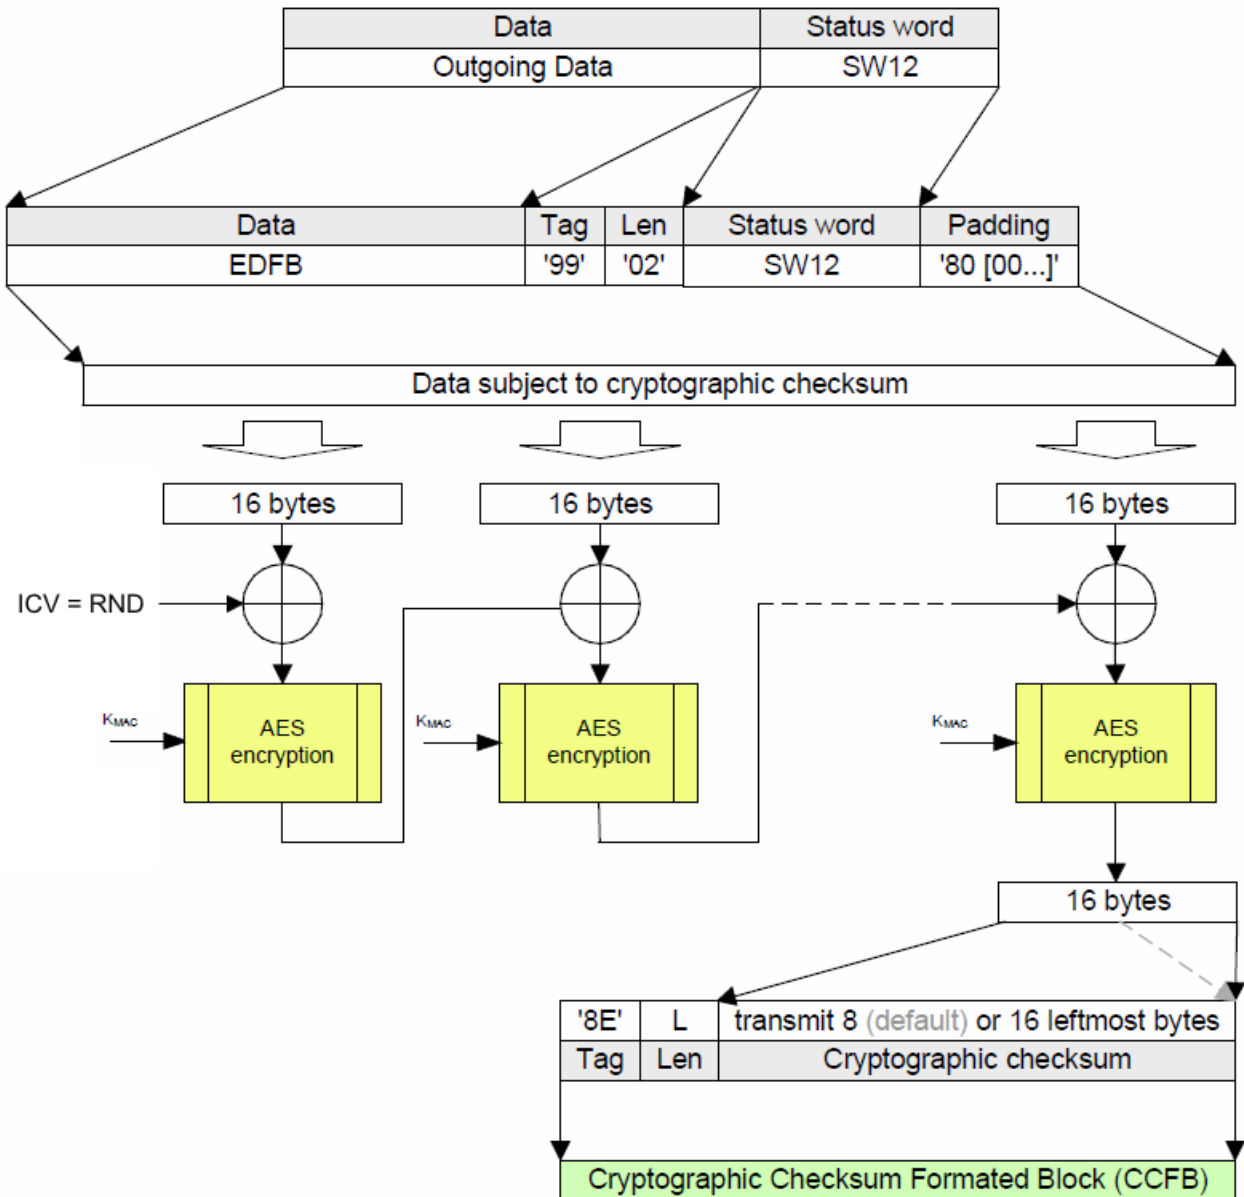 Data Status word
Outgoing Data SW12
Data Tag Len Status word Padding
EDFB '99' '02' SW12 '80 [00...]'
Data subject to cryptographic checksum
16 bytes 16 bytes 16 bytes
ICV = RND
KMAC AES encryption KMAC AES encryption KMAC AES encryption
16 bytes
'8E' L transmit 8 (default) or 16 leftmost bytes
Tag Len Cryptographic checksum
Cryptographic Checksum Formated Block (CCFB)